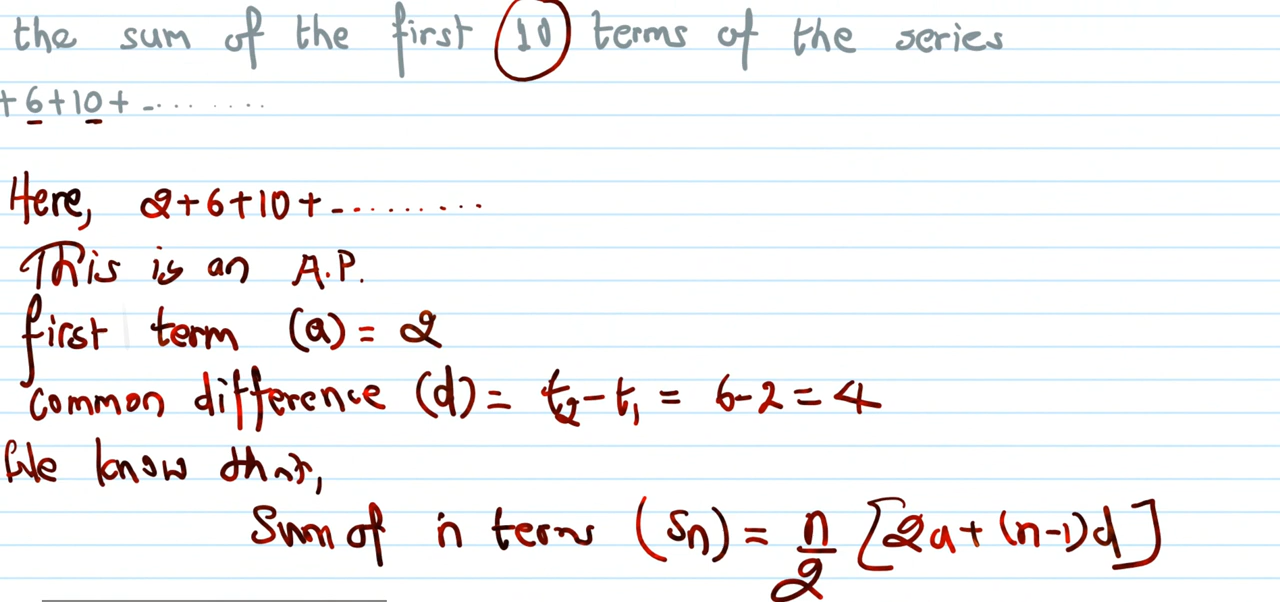 the sum of the first 10 terms of the series
+ 6 + 10 + - . . . . . . .
Here, 2 + 6 + 10 + - . . . . . . . .
This is an A.P.
first term (a) = 2
common difference (d) = t₂ - t₁ = 6 - 2 = 4
We know that,
Sum of n terms (Sn) = n/2 [2a + (n-1)d]